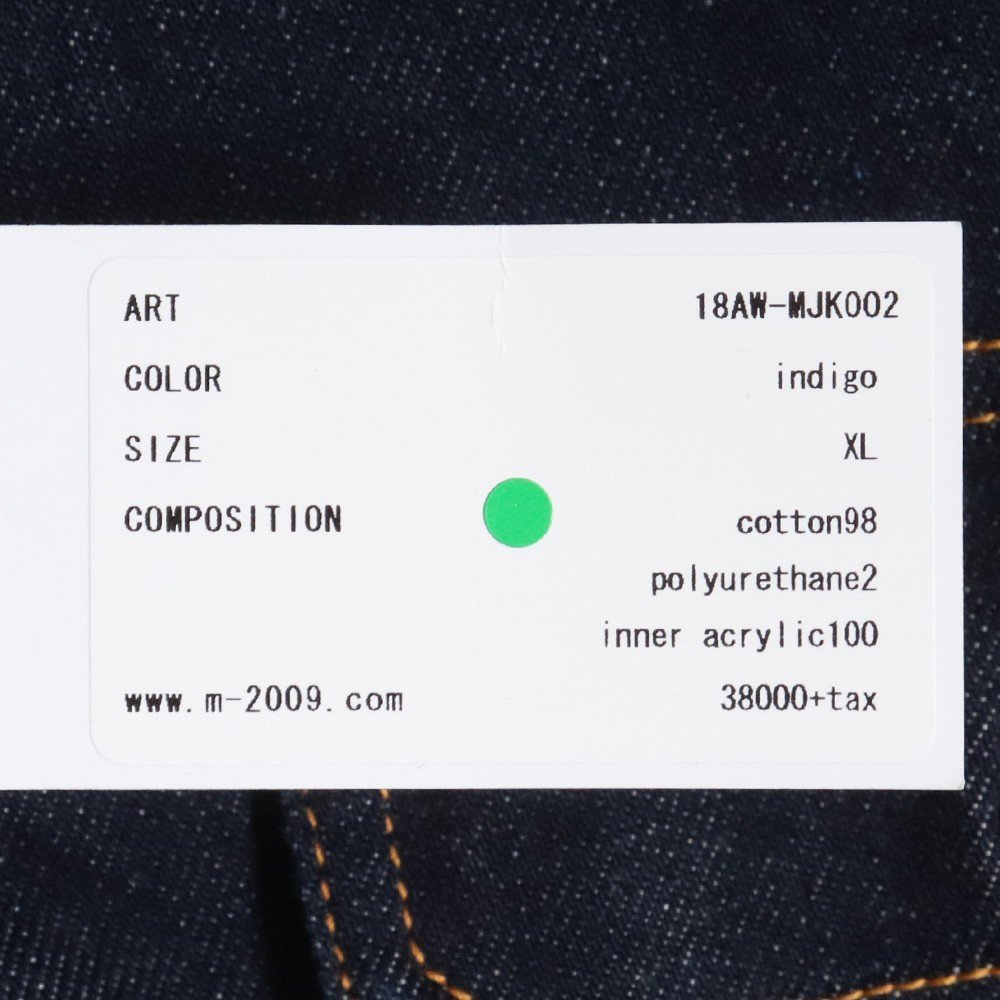 ART 18AW-MJK002
COLOR indigo
SIZE XL
COMPOSITION cotton98
polyurethane2
inner acrylic100
www.m-2009.com 38000+tax